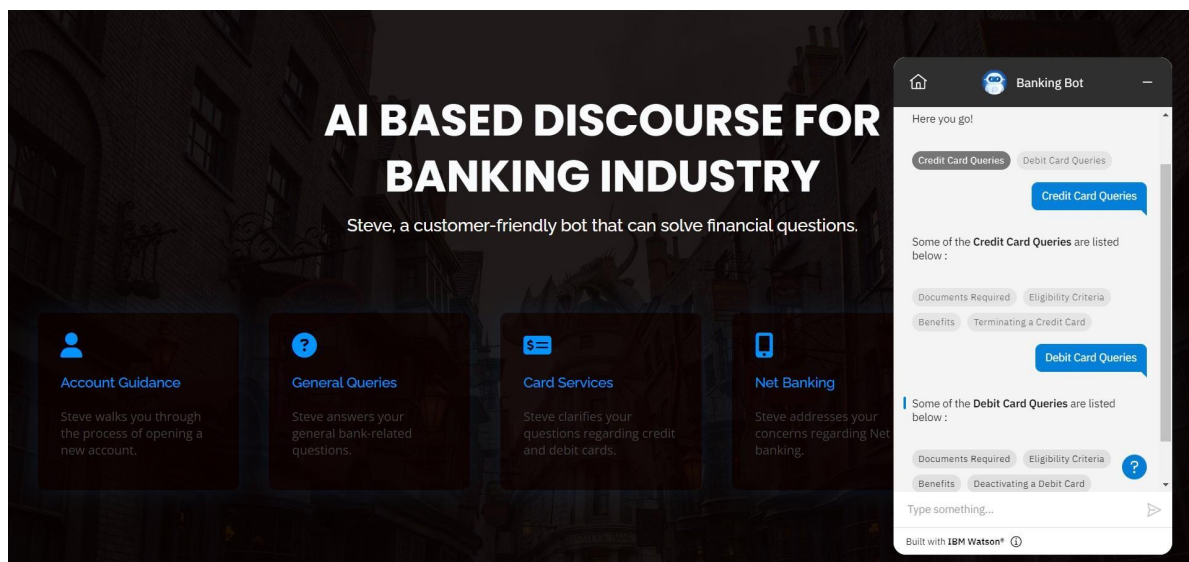 AI BASED DISCOURSE FOR
BANKING INDUSTRY
Steve, a customer-friendly bot that can solve financial questions.
Account Guidance
Steve walks you through
the process of opening a
new account.
General Queries
Steve answers your
general bank-related
questions.
Card Services
Steve clarifies your
questions regarding credit
and debit cards.
Net Banking
Steve addresses your
concerns regarding Net
banking.
Banking Bot
Here you go!
Credit Card Queries Debit Card Queries
Credit Card Queries
Some of the Credit Card Queries are listed
below :
Documents Required Eligibility Criteria
Benefits Terminating a Credit Card
Debit Card Queries
Some of the Debit Card Queries are listed
below :
Documents Required Eligibility Criteria
Benefits Deactivating a Debit Card
Type something...
Built with IBM Watson®